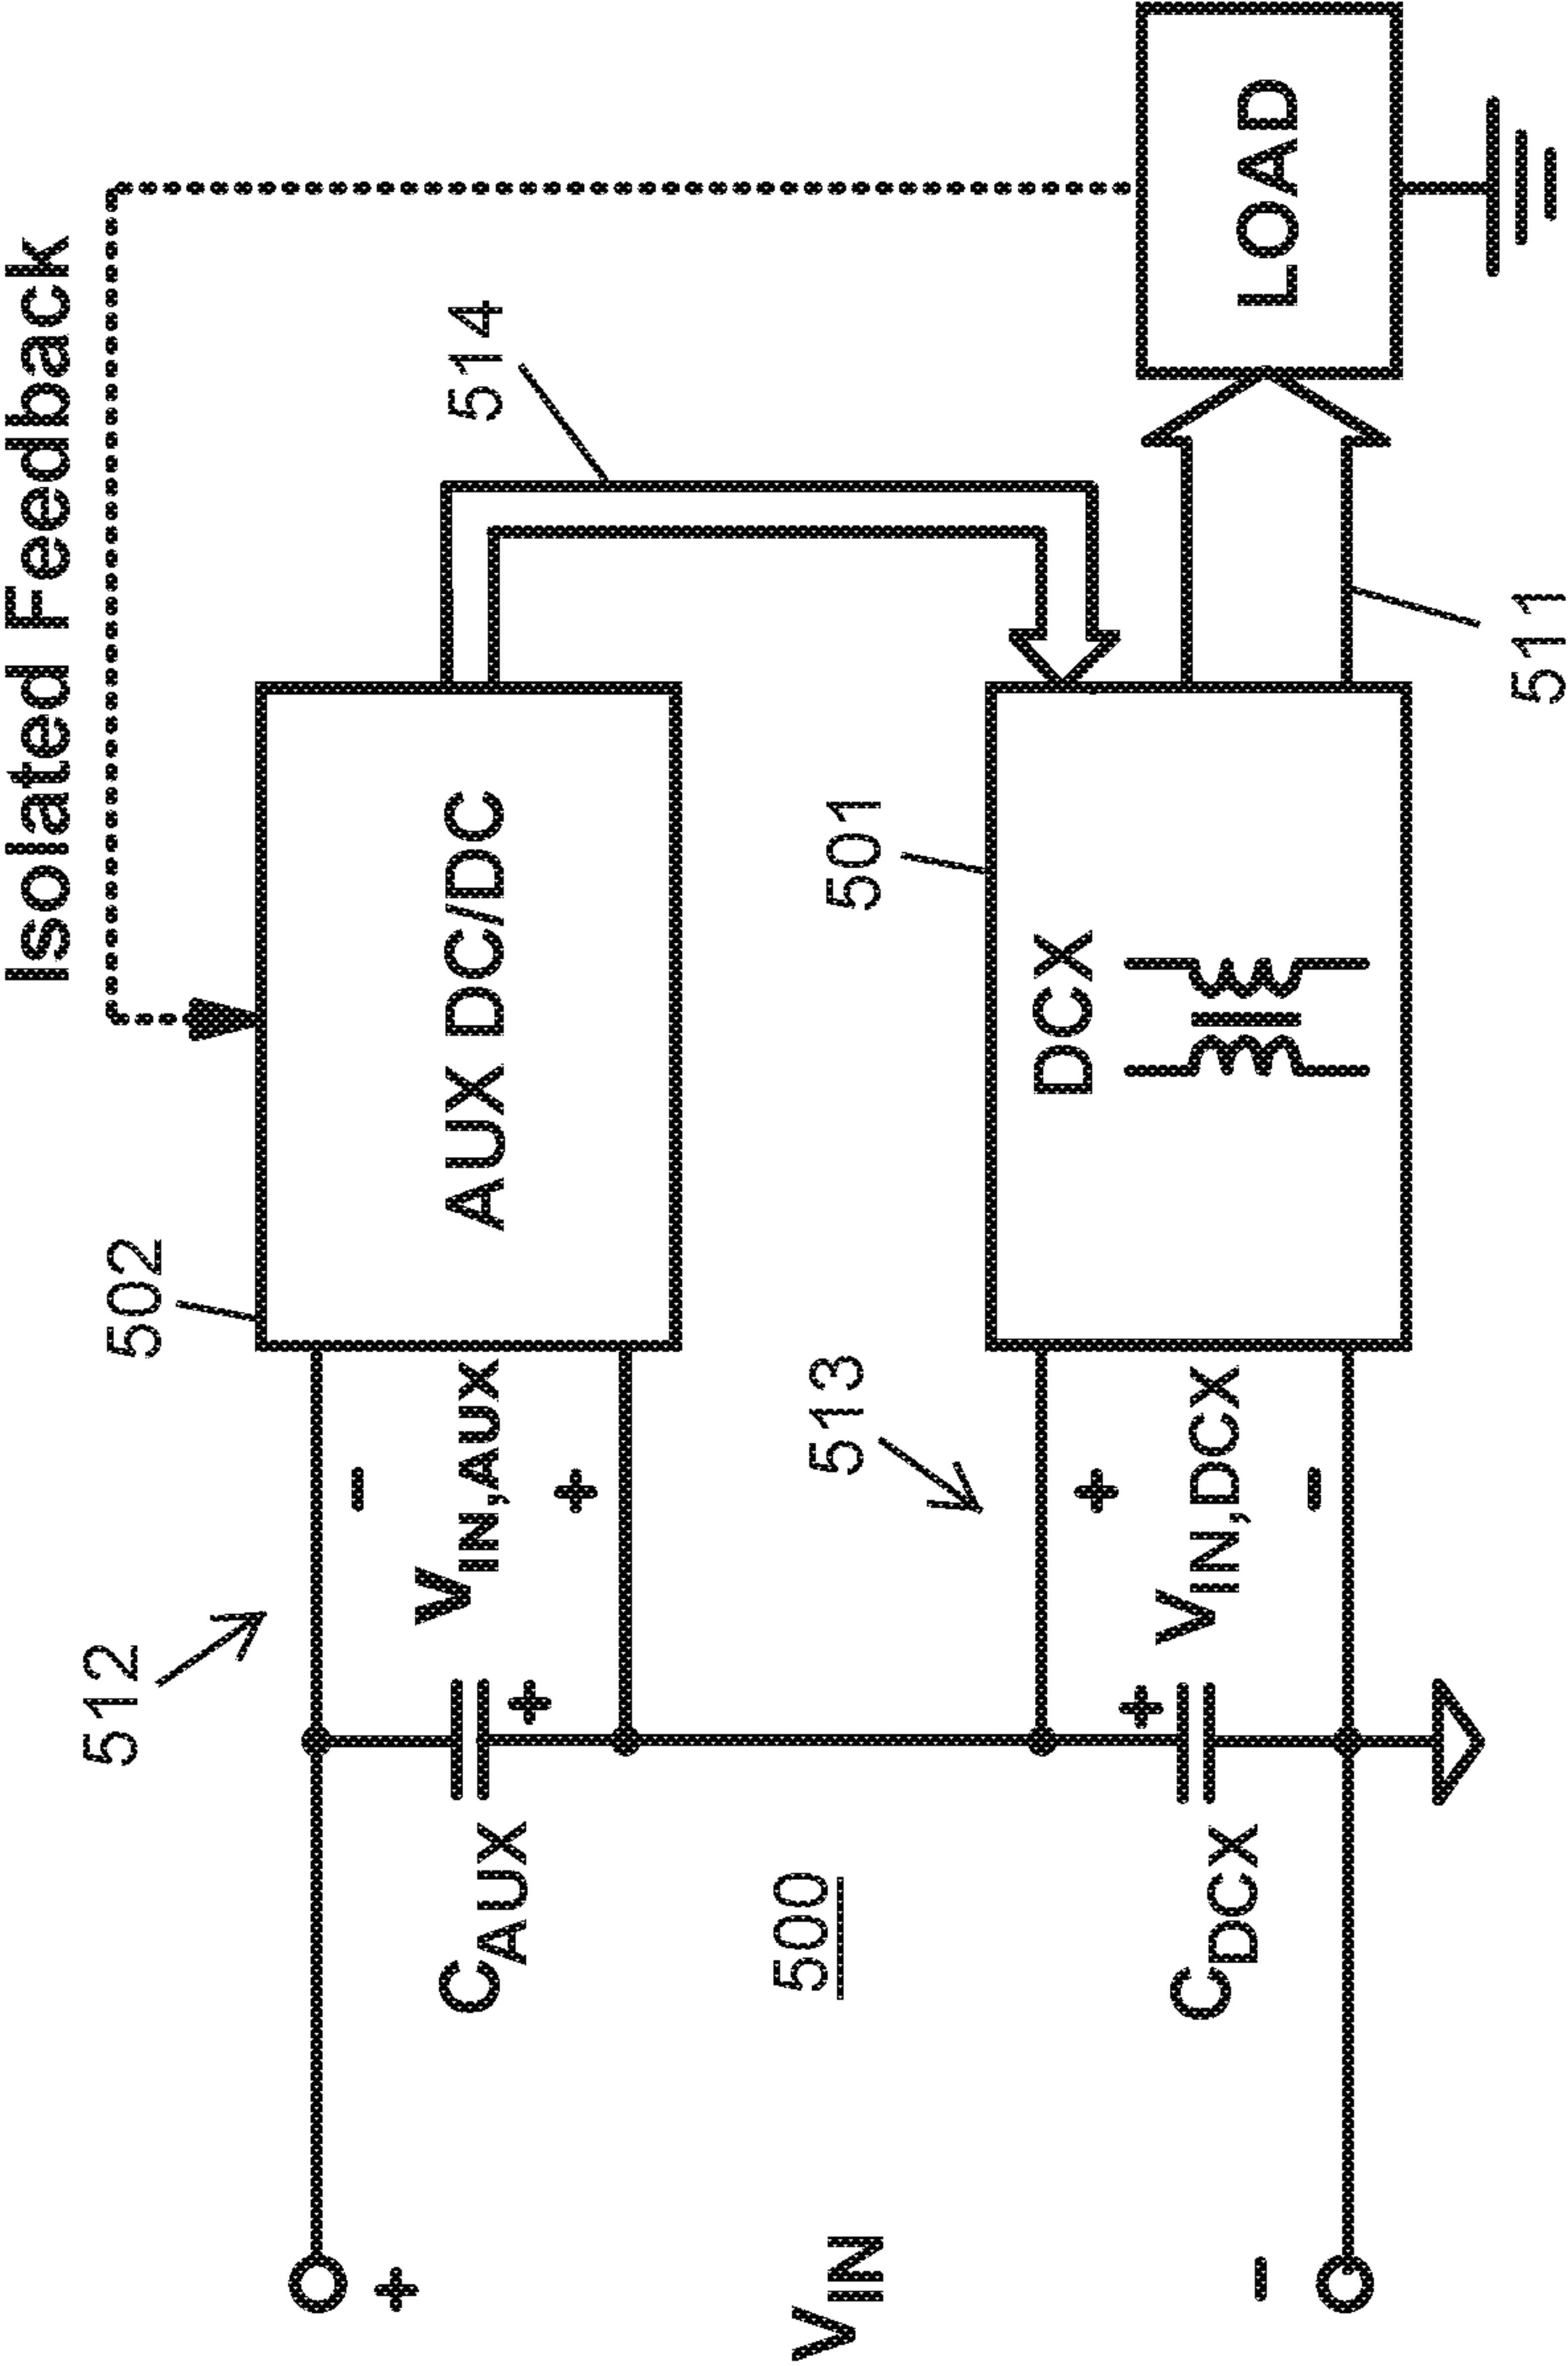 Isolated Feedback
512
502
514
C_AUX
+
-
V_IN,AUX
+
AUX DC/DC
+
V_IN
-
500
513
501
C_DCX
+
+
V_IN,DCX
-
DCX
LOAD
511